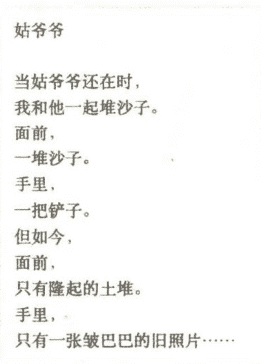 姑爷爷
当姑爷爷还在时，
我和他一起堆沙子。
面前，
一堆沙子。
手里，
一把铲子。
但如今，
面前，
只有隆起的土堆。
手里，
只有一张皱巴巴的旧照片……